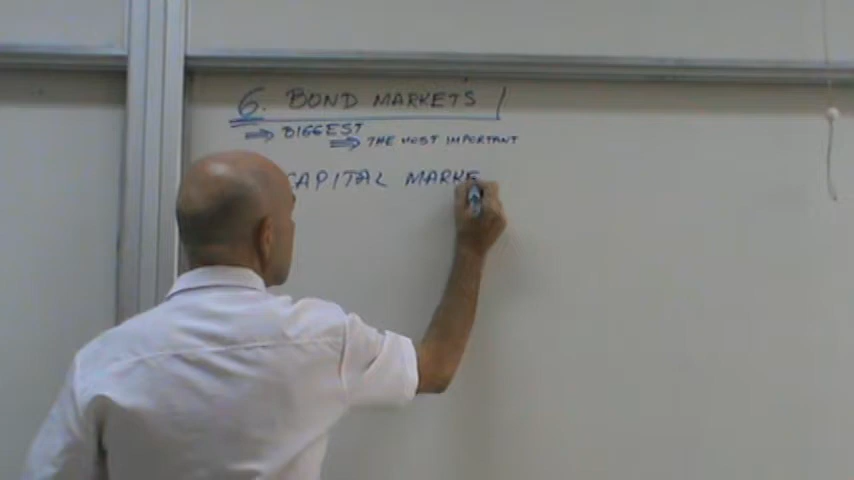 6. BOND MARKETS
⇒ BIGGEST
⇒ THE MOST IMPORTANT
CAPITAL MARKE